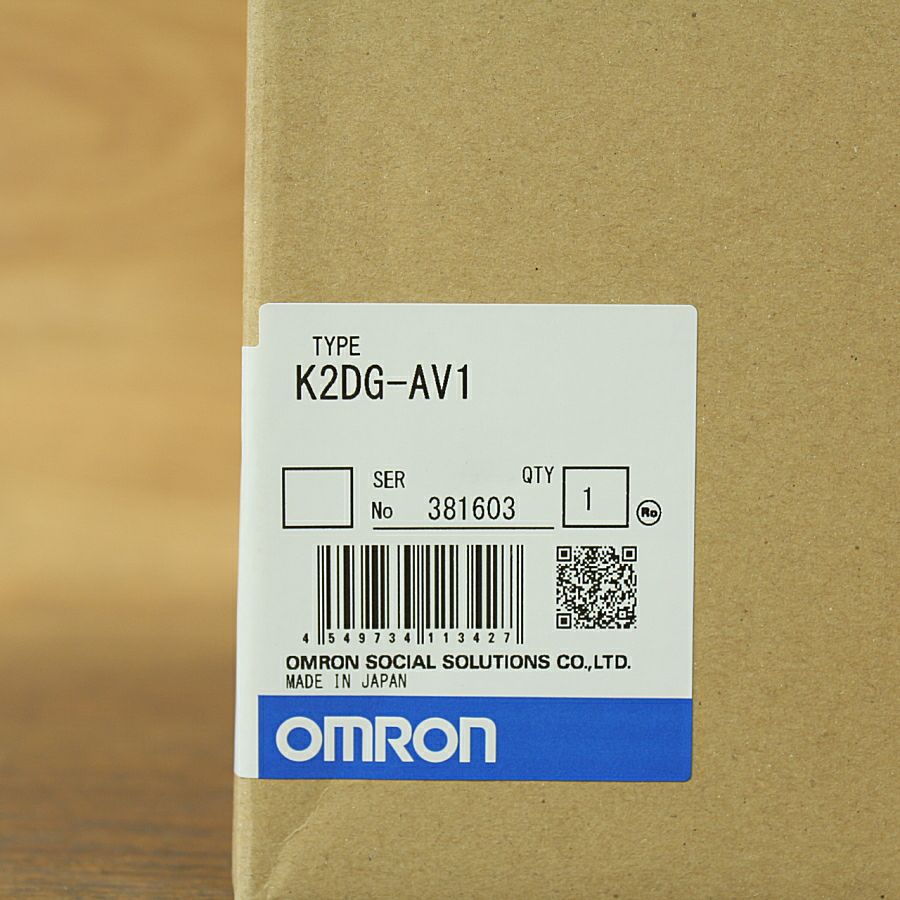 TYPE
K2DG-AV1
SER QTY
No 381603 1 Ro
4 549734 113427
OMRON SOCIAL SOLUTIONS CO.,LTD.
MADE IN JAPAN
OMRON